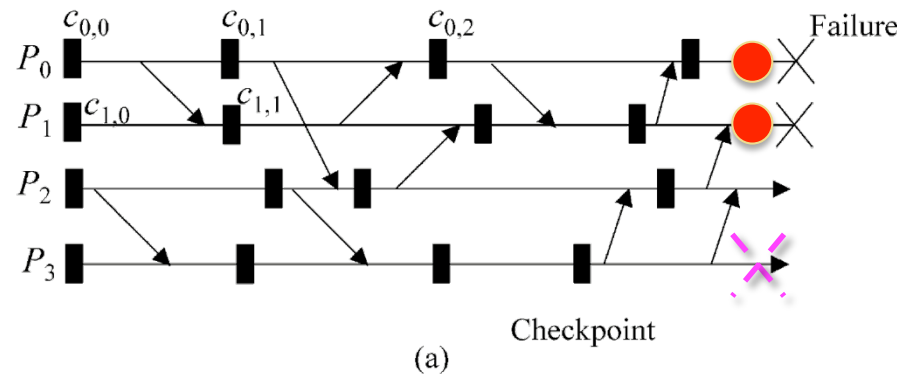 c0,0 c0,1 c0,2 Failure
P0
c1,0 c1,1
P1
P2
P3
Checkpoint
(a)